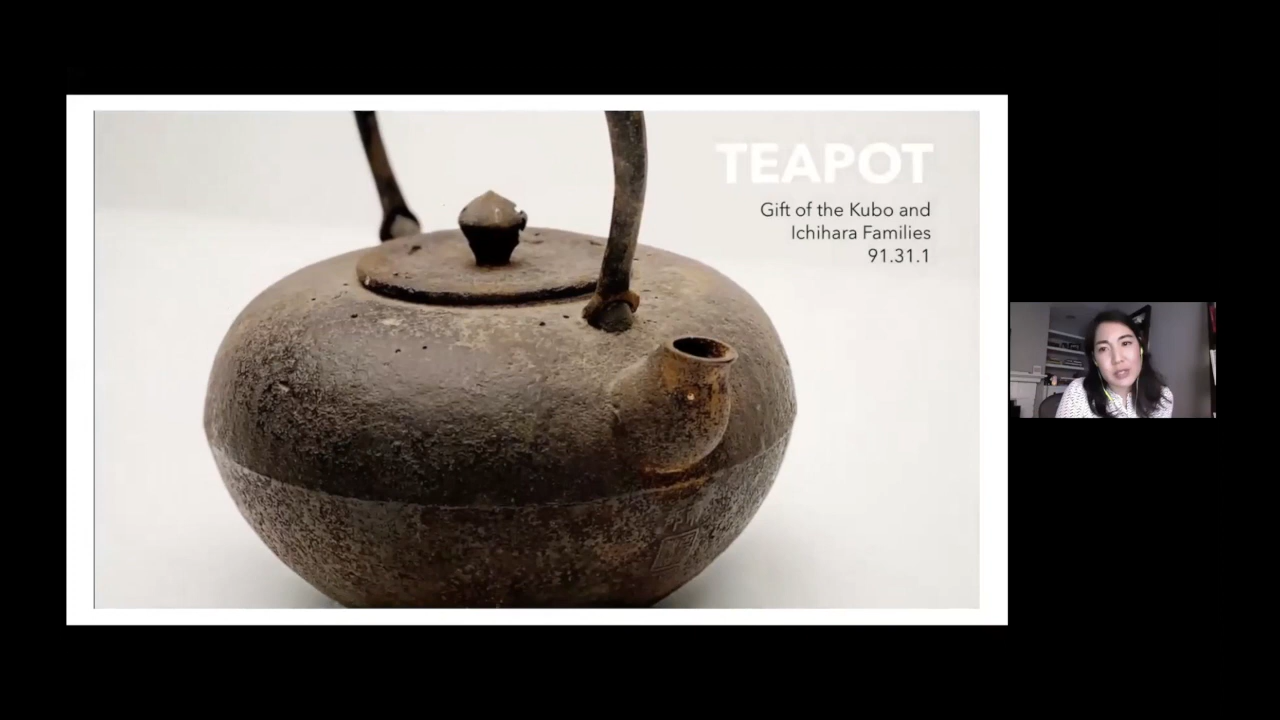 TEAPOT
Gift of the Kubo and
Ichihara Families
91.31.1